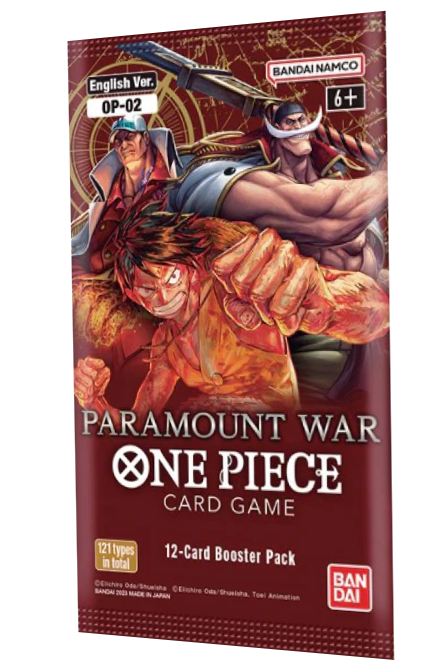 BANDAI NAMCO
English Ver.
OP-02
6+
PARAMOUNT WAR
ONE PIECE
CARD GAME
121 types
in total
12-Card Booster Pack
BAN
DAI
©Eiichiro Oda/Shueisha ©Eiichiro Oda/Shueisha, Toei Animation
BANDAI 2023 MADE IN JAPAN